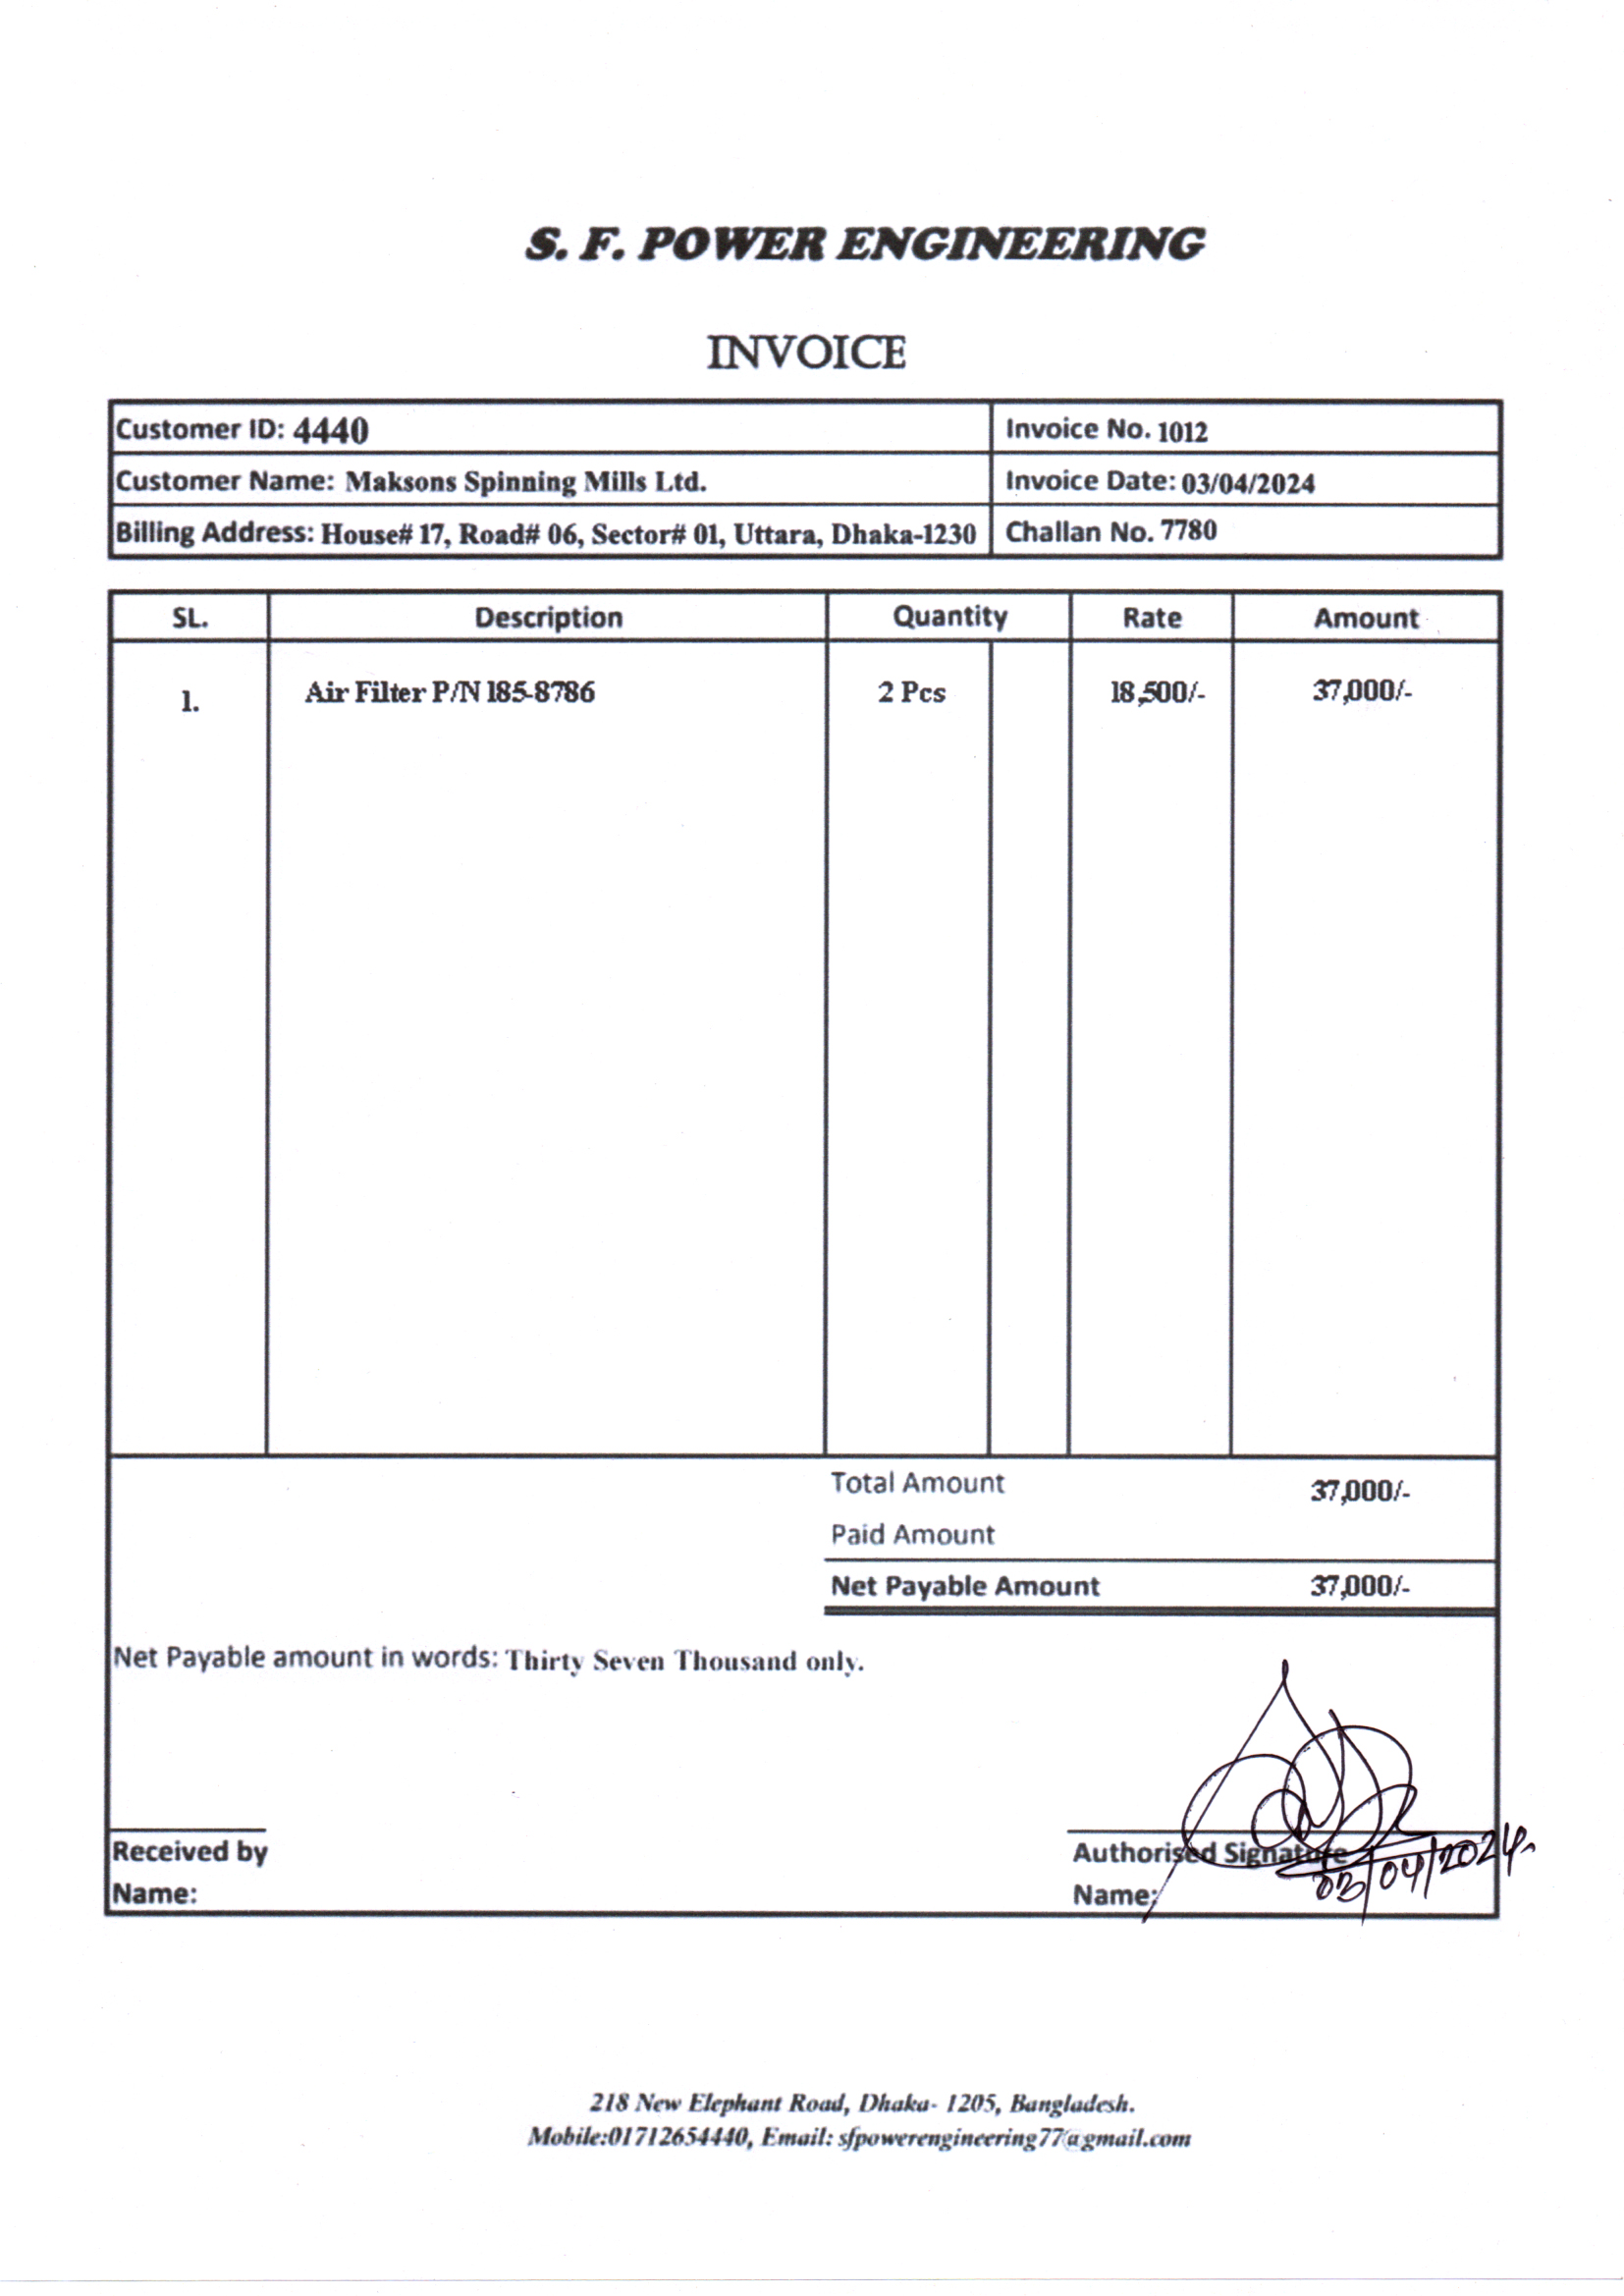 S. F. POWER ENGINEERING
INVOICE
Customer ID: 4440 Invoice No. 1012
Customer Name: Maksons Spinning Mills Ltd. Invoice Date: 03/04/2024
Billing Address: House# 17, Road# 06, Sector# 01, Uttara, Dhaka-1230 Challan No. 7780
SL. Description Quantity Rate Amount
1. Air Filter P/N 185-8786 2 Pcs 18,500/- 37,000/-
Total Amount 37,000/-
Paid Amount
Net Payable Amount 37,000/-
Net Payable amount in words: Thirty Seven Thousand only.
Received by Authorised Signature
03/04/2024
Name: Name:
218 New Elephant Road, Dhaka- 1205, Bangladesh.
Mobile:01712654440, Email: sfpowerengineering77@gmail.com